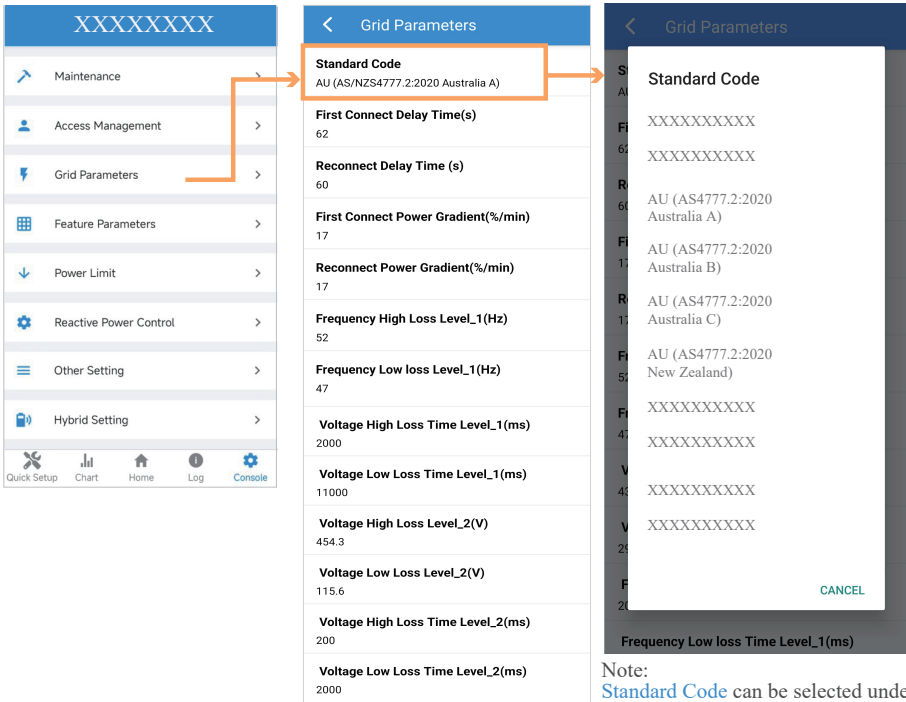 XXXXXXXX
Maintenance
Access Management
Grid Parameters
Feature Parameters
Power Limit
Reactive Power Control
Other Setting
Hybrid Setting
Quick Setup
Chart
Home
Log
Console
Grid Parameters
Standard Code
AU (AS/NZS4777.2:2020 Australia A)
First Connect Delay Time(s)
62
Reconnect Delay Time (s)
60
First Connect Power Gradient(%/min)
17
Reconnect Power Gradient(%/min)
17
Frequency High Loss Level_1(Hz)
52
Frequency Low loss Level_1(Hz)
47
Voltage High Loss Time Level_1(ms)
2000
Voltage Low Loss Time Level_1(ms)
11000
Voltage High Loss Level_2(V)
454.3
Voltage Low Loss Level_2(V)
115.6
Voltage High Loss Time Level_2(ms)
200
Voltage Low Loss Time Level_2(ms)
2000
Grid Parameters
Standard Code
XXXXXXXXXX
XXXXXXXXXX
AU (AS4777.2:2020
Australia A)
AU (AS4777.2:2020
Australia B)
AU (AS4777.2:2020
Australia C)
AU (AS4777.2:2020
New Zealand)
XXXXXXXXXX
XXXXXXXXXX
XXXXXXXXXX
XXXXXXXXXX
CANCEL
Frequency Low loss Time Level_1(ms)
Note:
Standard Code can be selected unde